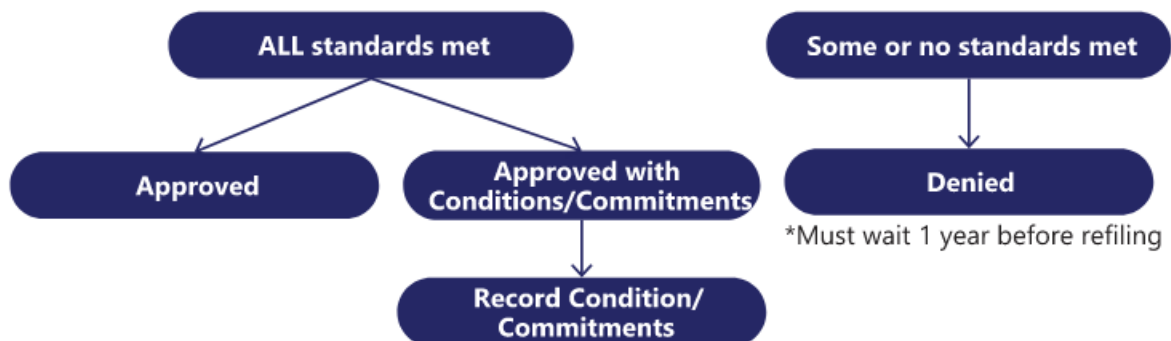 ALL standards met
Some or no standards met
Approved
Approved with
Conditions/Commitments
Denied
*Must wait 1 year before refiling
Record Condition/
Commitments